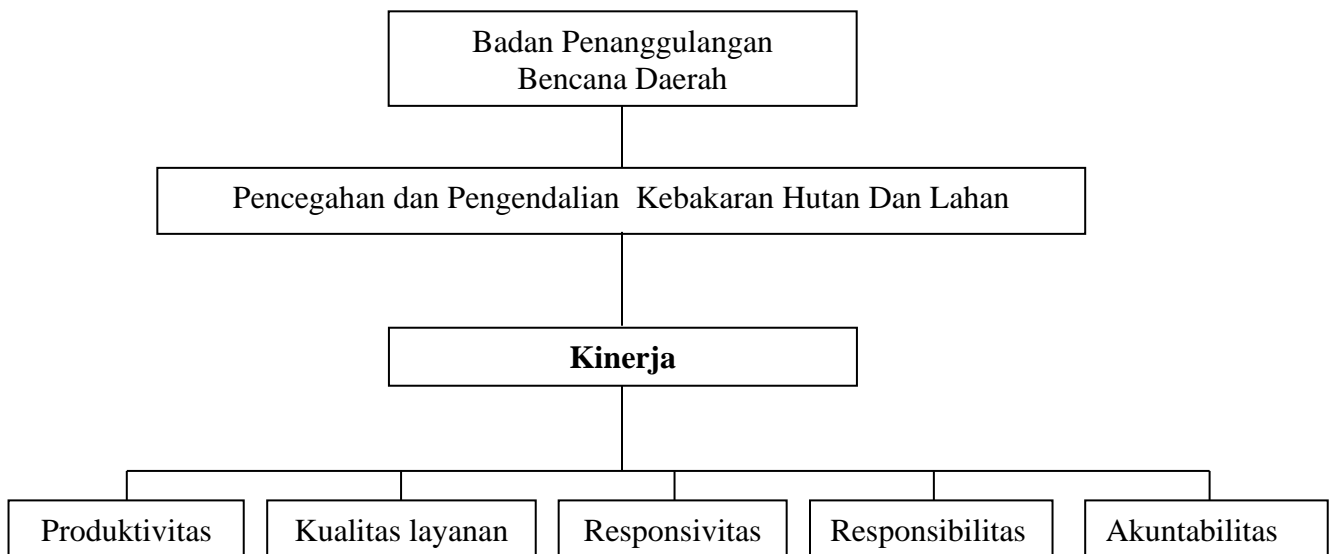 Badan Penanggulangan
Bencana Daerah
Pencegahan dan Pengendalian  Kebakaran Hutan Dan Lahan
Kinerja
Produktivitas
Kualitas layanan
Responsivitas
Responsibilitas
Akuntabilitas